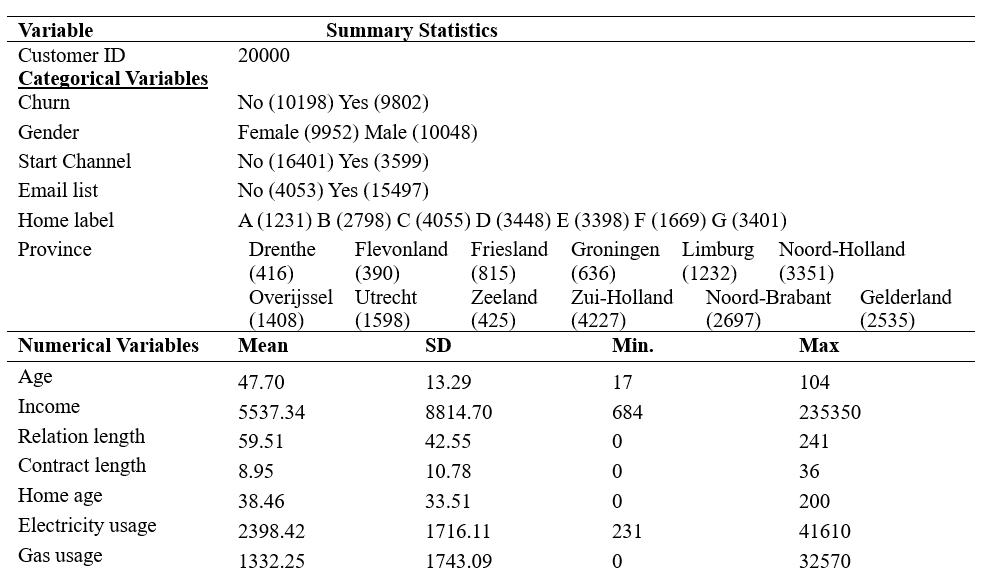 Variable Summary Statistics
Customer ID 20000
Categorical Variables
Churn No (10198) Yes (9802)
Gender Female (9952) Male (10048)
Start Channel No (16401) Yes (3599)
Email list No (4053) Yes (15497)
Home label A (1231) B (2798) C (4055) D (3448) E (3398) F (1669) G (3401)
Province Drenthe Flevonland Friesland Groningen Limburg Noord-Holland
(416) (390) (815) (636) (1232) (3351)
Overijssel Utrecht Zeeland Zui-Holland Noord-Brabant Gelderland
(1408) (1598) (425) (4227) (2697) (2535)
Numerical Variables Mean SD Min. Max
Age 47.70 13.29 17 104
Income 5537.34 8814.70 684 235350
Relation length 59.51 42.55 0 241
Contract length 8.95 10.78 0 36
Home age 38.46 33.51 0 200
Electricity usage 2398.42 1716.11 231 41610
Gas usage 1332.25 1743.09 0 32570